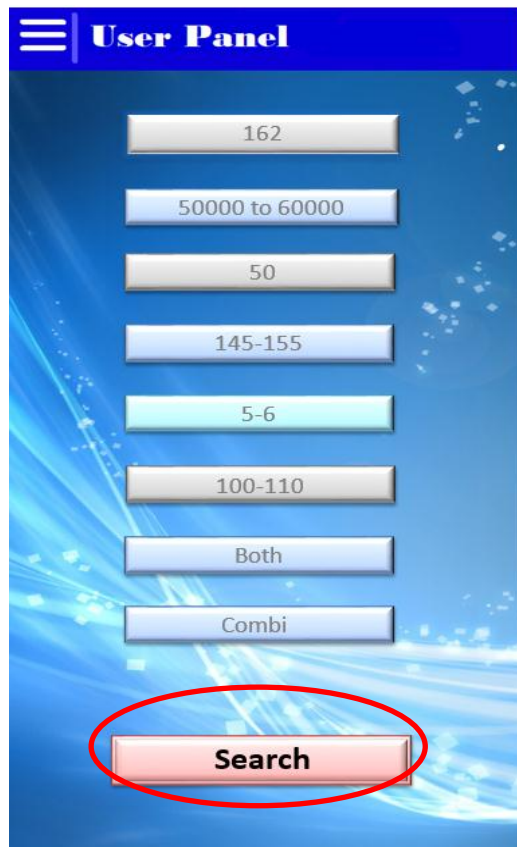 User Panel
162
50000 to 60000
50
145-155
5-6
100-110
Both
Combi
Search